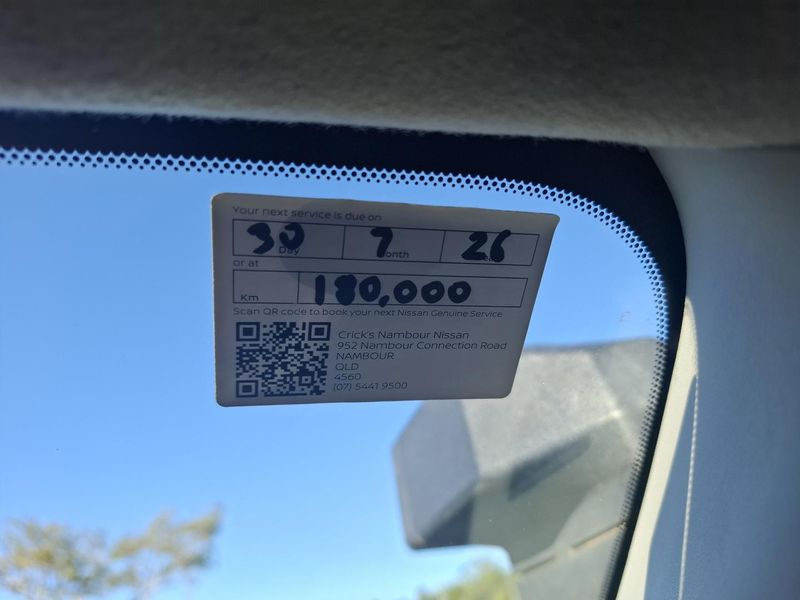 Your next service is due on
30 7 26
Day Month
or at
Km 180,000
Scan QR code to book your next Nissan Genuine Service
Crick's Nambour Nissan
952 Nambour Connection Road
NAMBOUR
QLD
4560
(07) 5441 9500